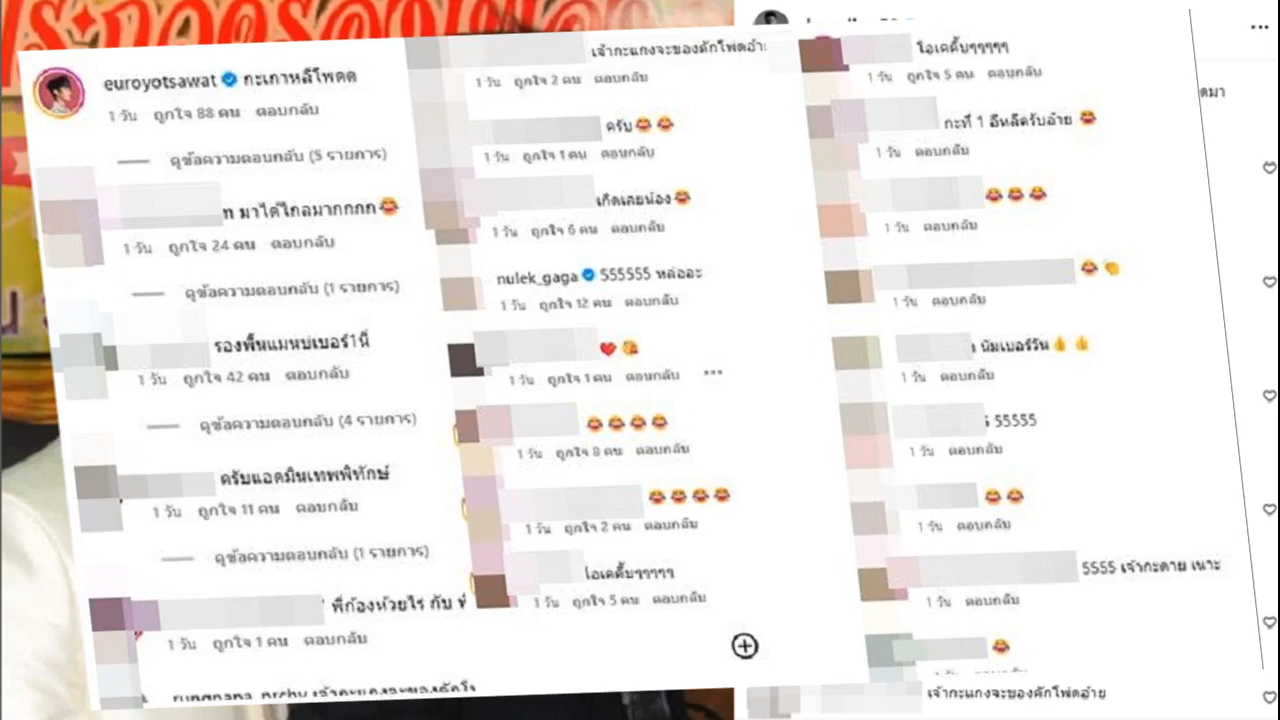 euroyotsawat กะเกาหลีโพดด
1 วัน ถูกใจ 88 คน ตอบกลับ
ดูข้อความตอบกลับ (5 รายการ)
มาไต้ไกลมากกกก😂
1 วัน ถูกใจ 24 คน ตอบกลับ
ดูข้อความตอบกลับ (1 รายการ)
รองพื้นแมนบ่เบอร์1นี่
1 วัน ถูกใจ 42 คน ตอบกลับ
ดูข้อความตอบกลับ (4 รายการ)
ครับแอดมินเทพพิทักษ์
1 วัน ถูกใจ 11 คน ตอบกลับ
ดูข้อความตอบกลับ (1 รายการ)
พี่ก้องห้วยไร่ กับ
1 วัน ถูกใจ 1 คน ตอบกลับ
เจ้ากะแกงจะของคักโพ่ดอ้า
1 วัน ถูกใจ 2 คน ตอบกลับ
ครับ😂😂
1 วัน ถูกใจ 1 คน ตอบกลับ
เกิดเลยน้อง😂
1 วัน ถูกใจ 6 คน ตอบกลับ
nulek_gaga 555555 หล่ออะ
1 วัน ถูกใจ 12 คน ตอบกลับ
❤️😘
1 วัน ถูกใจ 1 คน ตอบกลับ
😂😂😂😂
1 วัน ถูกใจ 8 คน ตอบกลับ
😂😂😂😂
1 วัน ถูกใจ 2 คน ตอบกลับ
โอเคดิ๊บๆๆๆๆๆ
1 วัน ถูกใจ 5 คน ตอบกลับ
โอเคดิ๊บๆๆๆๆๆ
1 วัน ถูกใจ 5 คน ตอบกลับ
กะที่ 1 อีหลีดรับอ้าย 😂
1 วัน ตอบกลับ
😂😂😂
1 วัน ตอบกลับ
😂👏
1 วัน ตอบกลับ
นัมเบอร์วัน👍👍
1 วัน ตอบกลับ
55555
1 วัน ตอบกลับ
😂😂
1 วัน ตอบกลับ
5555 เจ้ากะดาย เนาะ
1 วัน ตอบกลับ
😂
เจ้ากะแกงจะของคักโพ่ดอ้าย